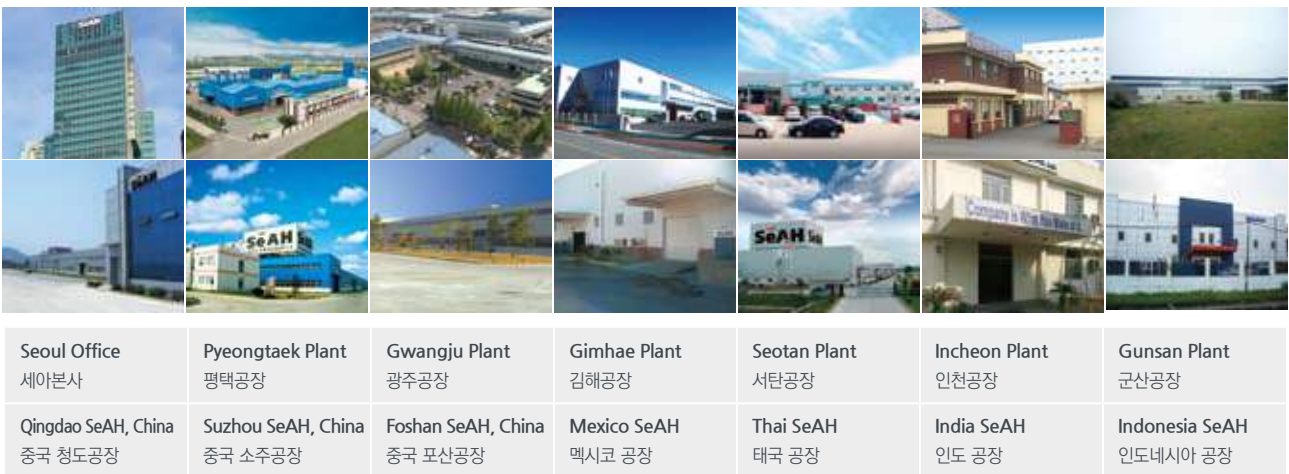 SeAH
SeAH
SeAH
SeAH
Company is
Seoul Office
세아본사
Pyeongtaek Plant
평택공장
Gwangju Plant
광주공장
Gimhae Plant
김해공장
Seotan Plant
서탄공장
Incheon Plant
인천공장
Gunsan Plant
군산공장
Qingdao SeAH, China
중국 청도공장
Suzhou SeAH, China
중국 소주공장
Foshan SeAH, China
중국 포산공장
Mexico SeAH
멕시코 공장
Thai SeAH
태국 공장
India SeAH
인도 공장
Indonesia SeAH
인도네시아 공장